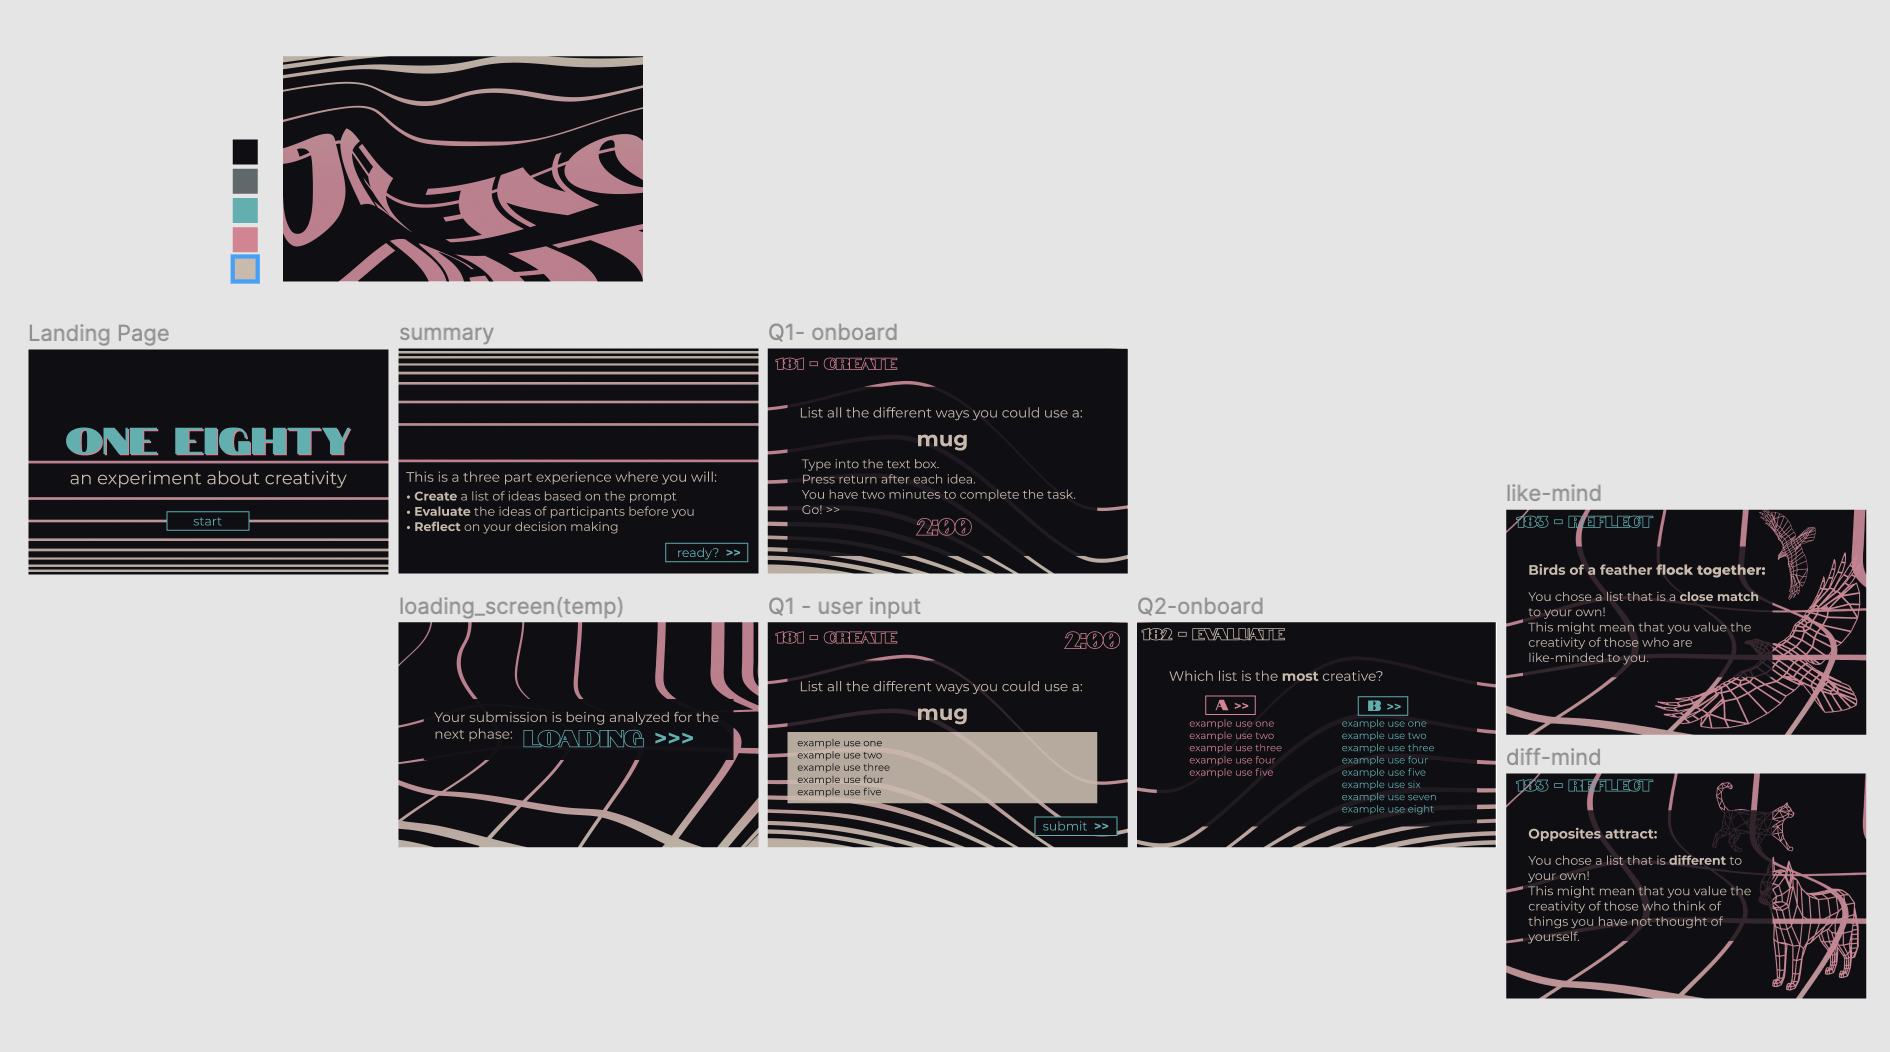 Landing Page
ONE EIGHTY
an experiment about creativity
start
summary
This is a three part experience where you will:
• Create a list of ideas based on the prompt
• Evaluate the ideas of participants before you
• Reflect on your decision making
ready? >>
Q1- onboard
181 - CREATE
List all the different ways you could use a:
mug
Type into the text box.
Press return after each idea.
You have two minutes to complete the task.
Go! >>
2:00
loading_screen(temp)
Your submission is being analyzed for the
next phase: LOADING >>>
Q1 - user input
181 - CREATE
2:00
List all the different ways you could use a:
mug
example use one
example use two
example use three
example use four
example use five
submit >>
Q2-onboard
182 - EVALUATE
Which list is the most creative?
A >>
example use one
example use two
example use three
example use four
example use five
B >>
example use one
example use two
example use three
example use four
example use five
example use six
example use seven
example use eight
like-mind
183 - REFLECT
Birds of a feather flock together:
You chose a list that is a close match
to your own!
This might mean that you value the
creativity of those who are
like-minded to you.
diff-mind
183 - REFLECT
Opposites attract:
You chose a list that is different to
your own!
This might mean that you value the
creativity of those who think of
things you have not thought of
yourself.